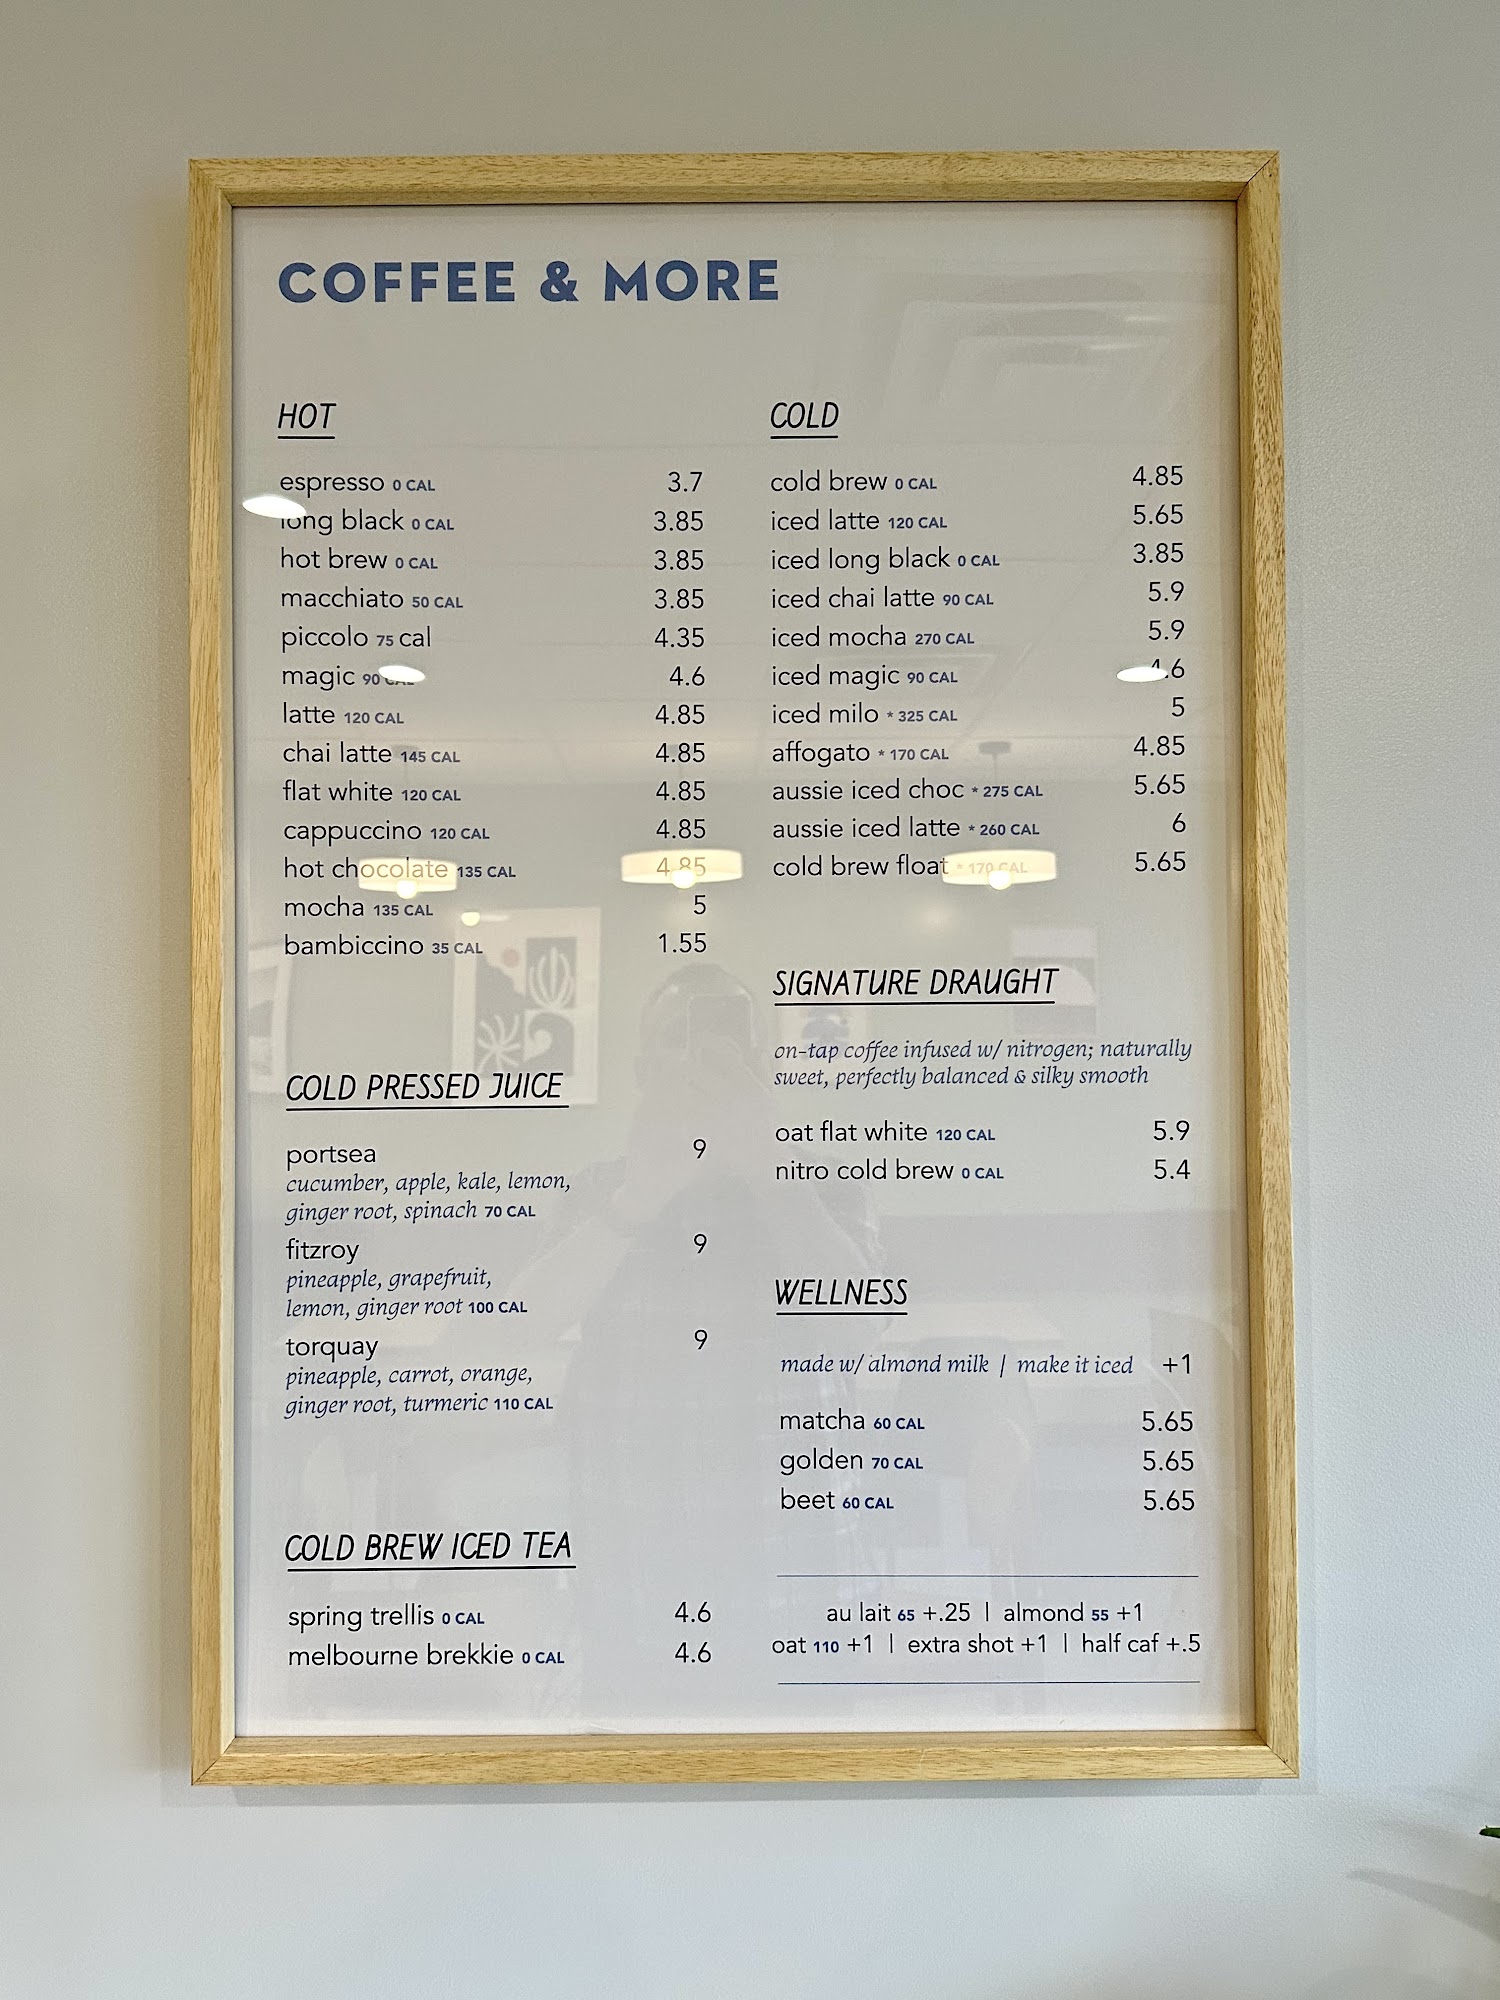 COFFEE & MORE
HOT
espresso 0 CAL 3.7
long black 0 CAL 3.85
hot brew 0 CAL 3.85
macchiato 50 CAL 3.85
piccolo 75 cal 4.35
magic 90 CAL 4.6
latte 120 CAL 4.85
chai latte 145 CAL 4.85
flat white 120 CAL 4.85
cappuccino 120 CAL 4.85
hot chocolate 135 CAL 4.85
mocha 135 CAL 5
bambiccino 35 CAL 1.55
COLD PRESSED JUICE
portsea 9
cucumber, apple, kale, lemon,
ginger root, spinach 70 CAL
fitzroy 9
pineapple, grapefruit,
lemon, ginger root 100 CAL
torquay 9
pineapple, carrot, orange,
ginger root, turmeric 110 CAL
COLD BREW ICED TEA
spring trellis 0 CAL 4.6
melbourne brekkie 0 CAL 4.6
COLD
cold brew 0 CAL 4.85
iced latte 120 CAL 5.65
iced long black 0 CAL 3.85
iced chai latte 90 CAL 5.9
iced mocha 270 CAL 5.9
iced magic 90 CAL 4.6
iced milo * 325 CAL 5
affogato * 170 CAL 4.85
aussie iced choc * 275 CAL 5.65
aussie iced latte * 260 CAL 6
cold brew float * 170 CAL 5.65
SIGNATURE DRAUGHT
on-tap coffee infused w/ nitrogen; naturally
sweet, perfectly balanced & silky smooth
oat flat white 120 CAL 5.9
nitro cold brew 0 CAL 5.4
WELLNESS
made w/ almond milk | make it iced +1
matcha 60 CAL 5.65
golden 70 CAL 5.65
beet 60 CAL 5.65
au lait 65 +.25 | almond 55 +1
oat 110 +1 | extra shot +1 | half caf +.5